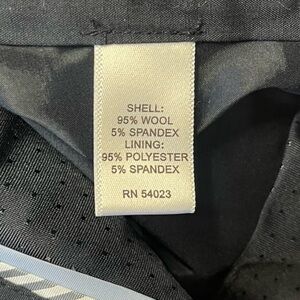 SHELL:
95% WOOL
5% SPANDEX
LINING:
95% POLYESTER
5% SPANDEX
RN 54023